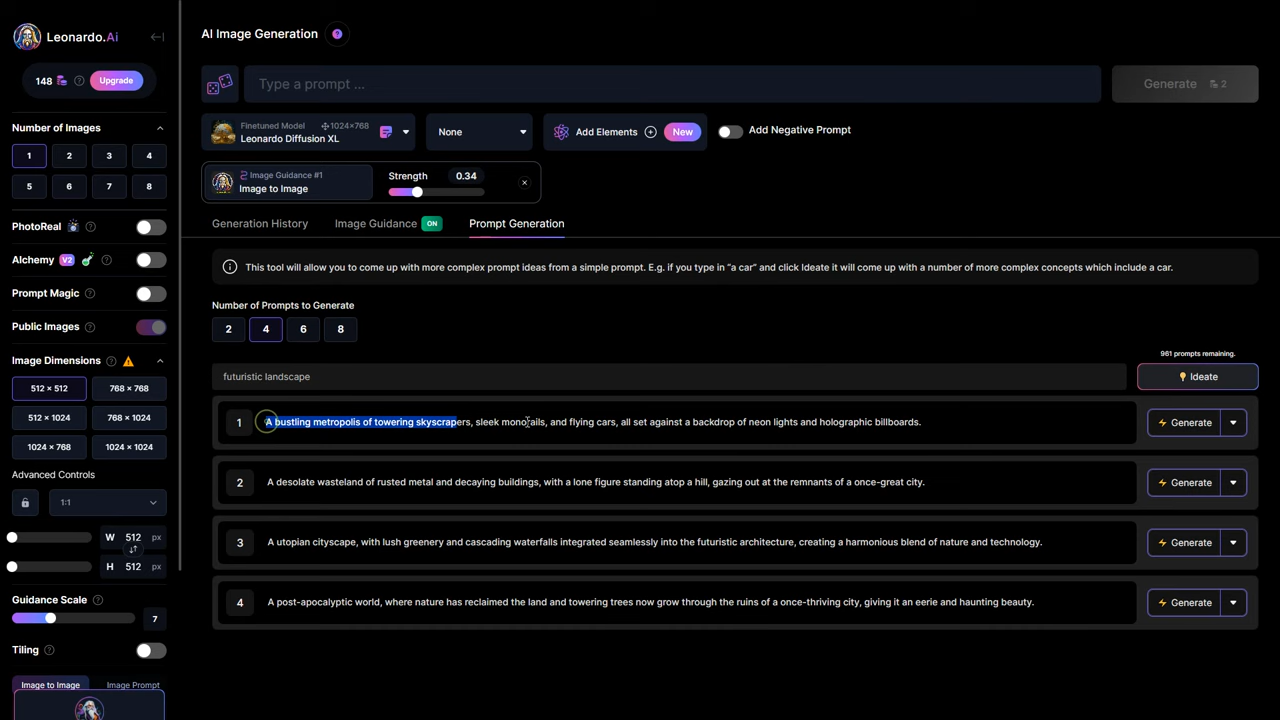 Leonardo.Ai
148
Upgrade
Number of Images
1 2 3 4
5 6 7 8
PhotoReal
Alchemy V2
Prompt Magic
Public Images
Image Dimensions
512 × 512 768 × 768
512 × 1024 768 × 1024
1024 × 768 1024 × 1024
Advanced Controls
1:1
W 512 px
H 512 px
Guidance Scale
7
Tiling
Image to Image Image Prompt
AI Image Generation
Type a prompt ...
Generate 2
Finetuned Model 1024×768
Leonardo Diffusion XL
None
Add Elements New
Add Negative Prompt
Image Guidance #1
Image to Image
Strength 0.34
Generation History Image Guidance ON Prompt Generation
This tool will allow you to come up with more complex prompt ideas from a simple prompt. E.g. if you type in "a car" and click Ideate it will come up with a number of more complex concepts which include a car.
Number of Prompts to Generate
2 4 6 8
961 prompts remaining.
futuristic landscape
Ideate
1 A bustling metropolis of towering skyscrapers, sleek monorails, and flying cars, all set against a backdrop of neon lights and holographic billboards. Generate
2 A desolate wasteland of rusted metal and decaying buildings, with a lone figure standing atop a hill, gazing out at the remnants of a once-great city. Generate
3 A utopian cityscape, with lush greenery and cascading waterfalls integrated seamlessly into the futuristic architecture, creating a harmonious blend of nature and technology. Generate
4 A post-apocalyptic world, where nature has reclaimed the land and towering trees now grow through the ruins of a once-thriving city, giving it an eerie and haunting beauty. Generate